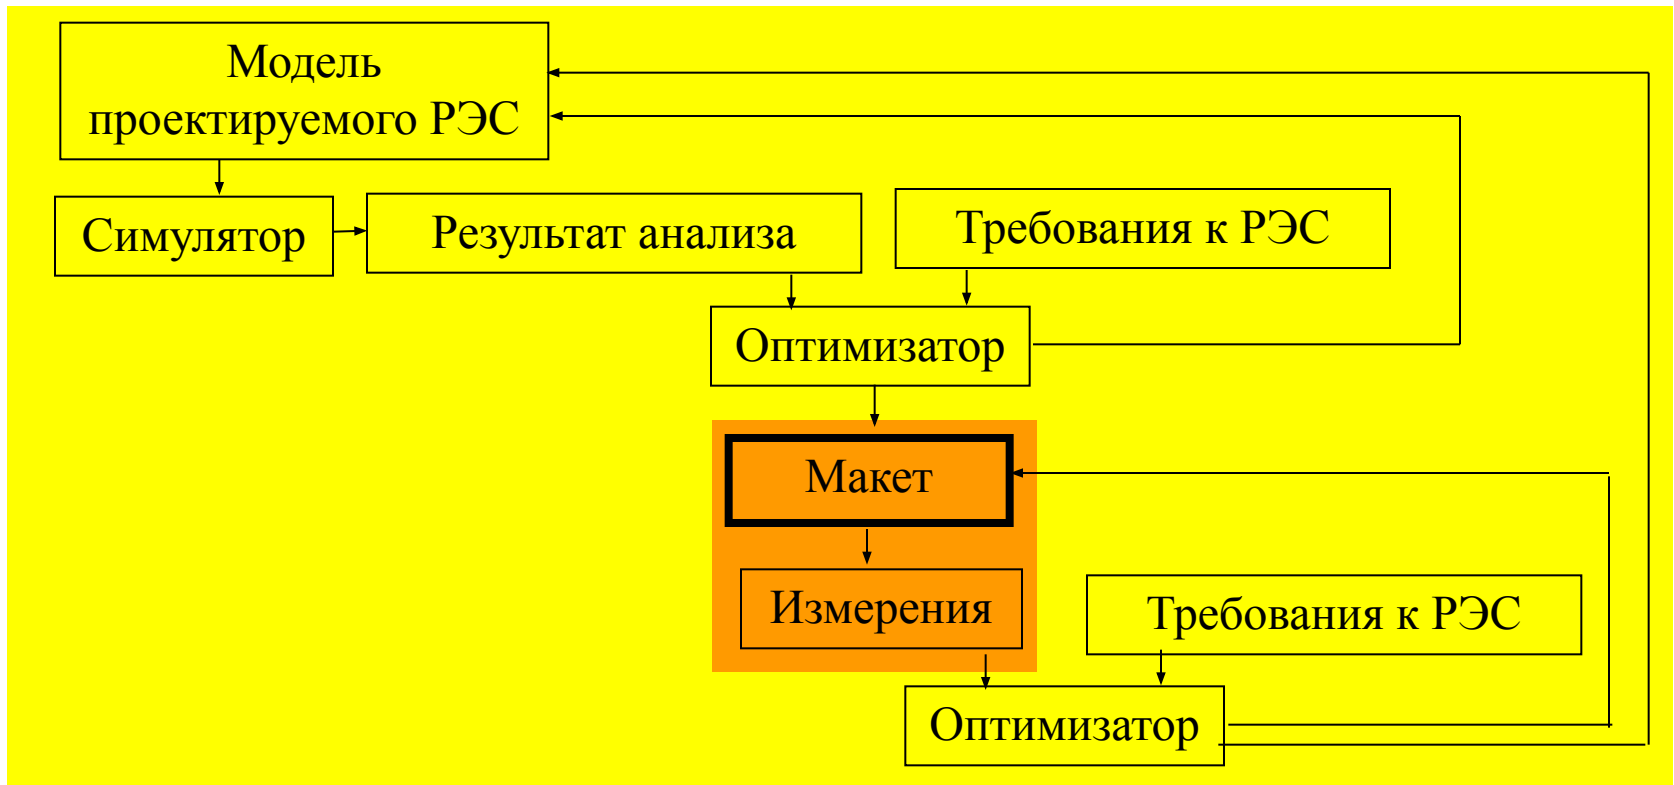 Модель
проектируемого РЭС
Симулятор
Результат анализа
Требования к РЭС
Оптимизатор
Макет
Измерения
Требования к РЭС
Оптимизатор